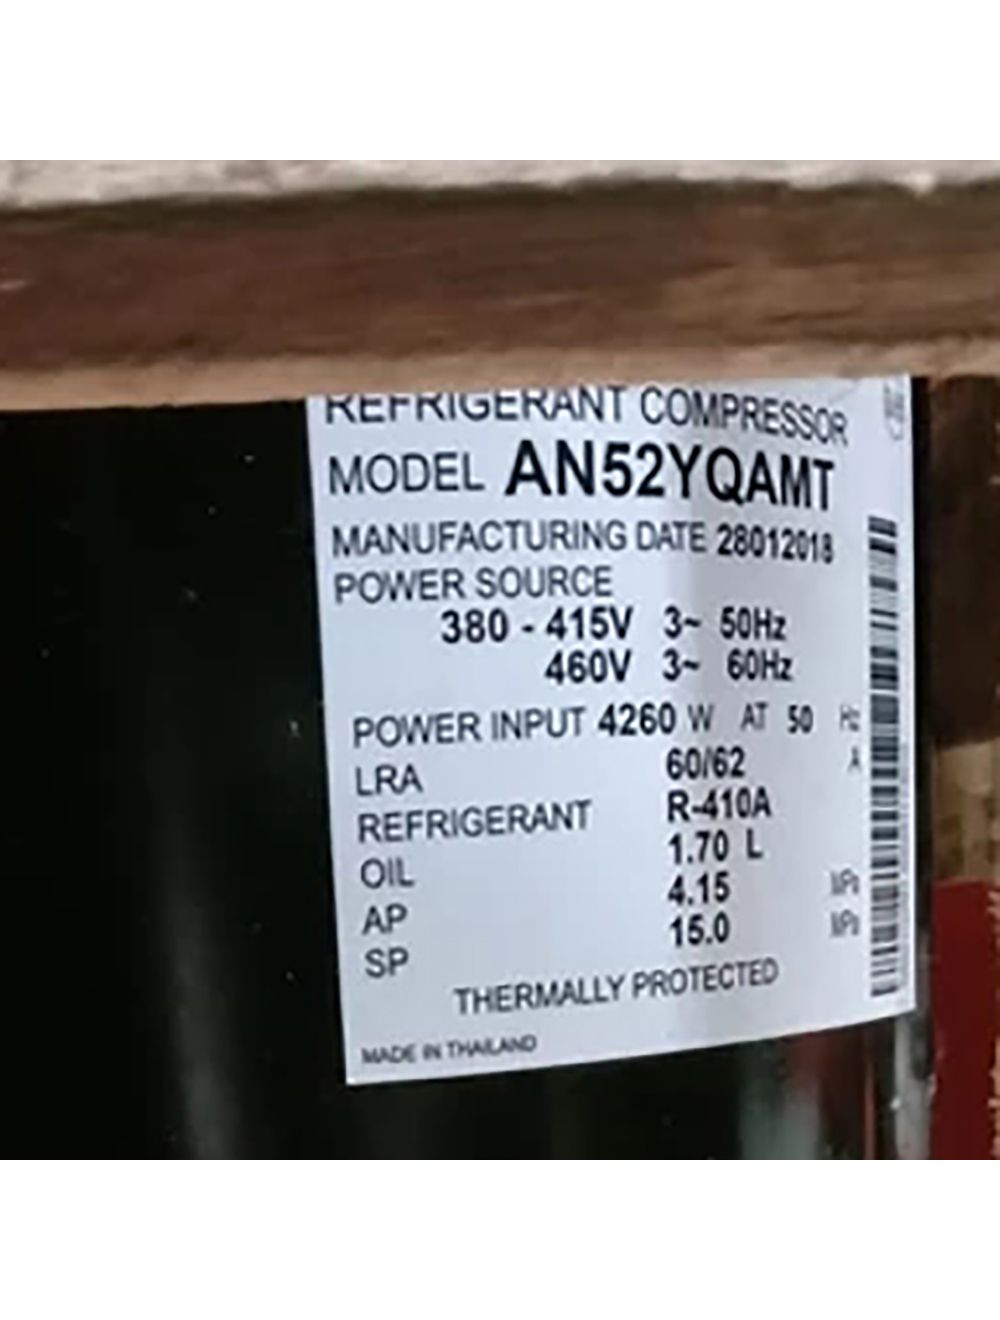 REFRIGERANT COMPRESSOR
MODEL AN52YQAMT
MANUFACTURING DATE 28012018
POWER SOURCE
380 - 415V 3~ 50Hz
460V 3~ 60Hz
POWER INPUT 4260 W AT 50 Hz
LRA 60/62 A
REFRIGERANT R-410A
OIL 1.70 L
AP 4.15 MPa
SP 15.0 MPa
THERMALLY PROTECTED
MADE IN THAILAND